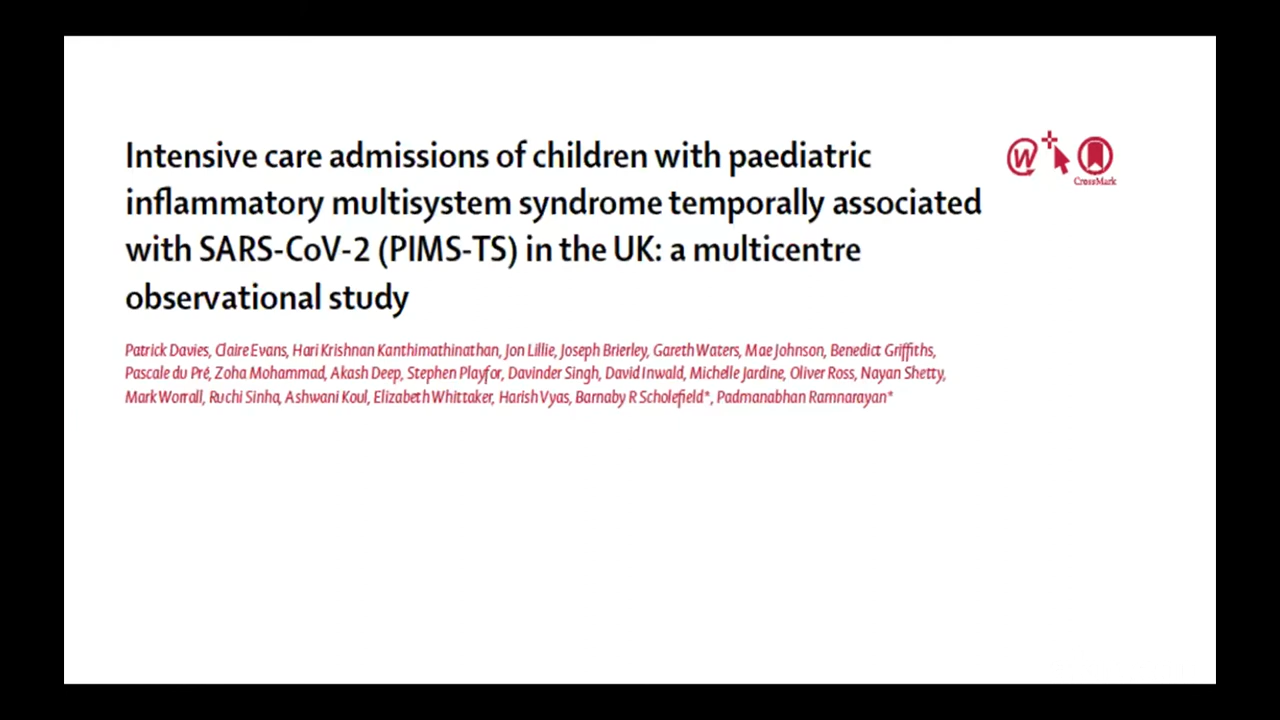 Intensive care admissions of children with paediatric
inflammatory multisystem syndrome temporally associated
with SARS-CoV-2 (PIMS-TS) in the UK: a multicentre
observational study
W
CrossMark
Patrick Davies, Claire Evans, Hari Krishnan Kanthimathinathan, Jon Lillie, Joseph Brierley, Gareth Waters, Mae Johnson, Benedict Griffiths,
Pascale du Pré, Zoha Mohammad, Akash Deep, Stephen Playfor, Davinder Singh, David Inwald, Michelle Jardine, Oliver Ross, Nayan Shetty,
Mark Worrall, Ruchi Sinha, Ashwani Koul, Elizabeth Whittaker, Harish Vyas, Barnaby R Scholefield*, Padmanabhan Ramnarayan*